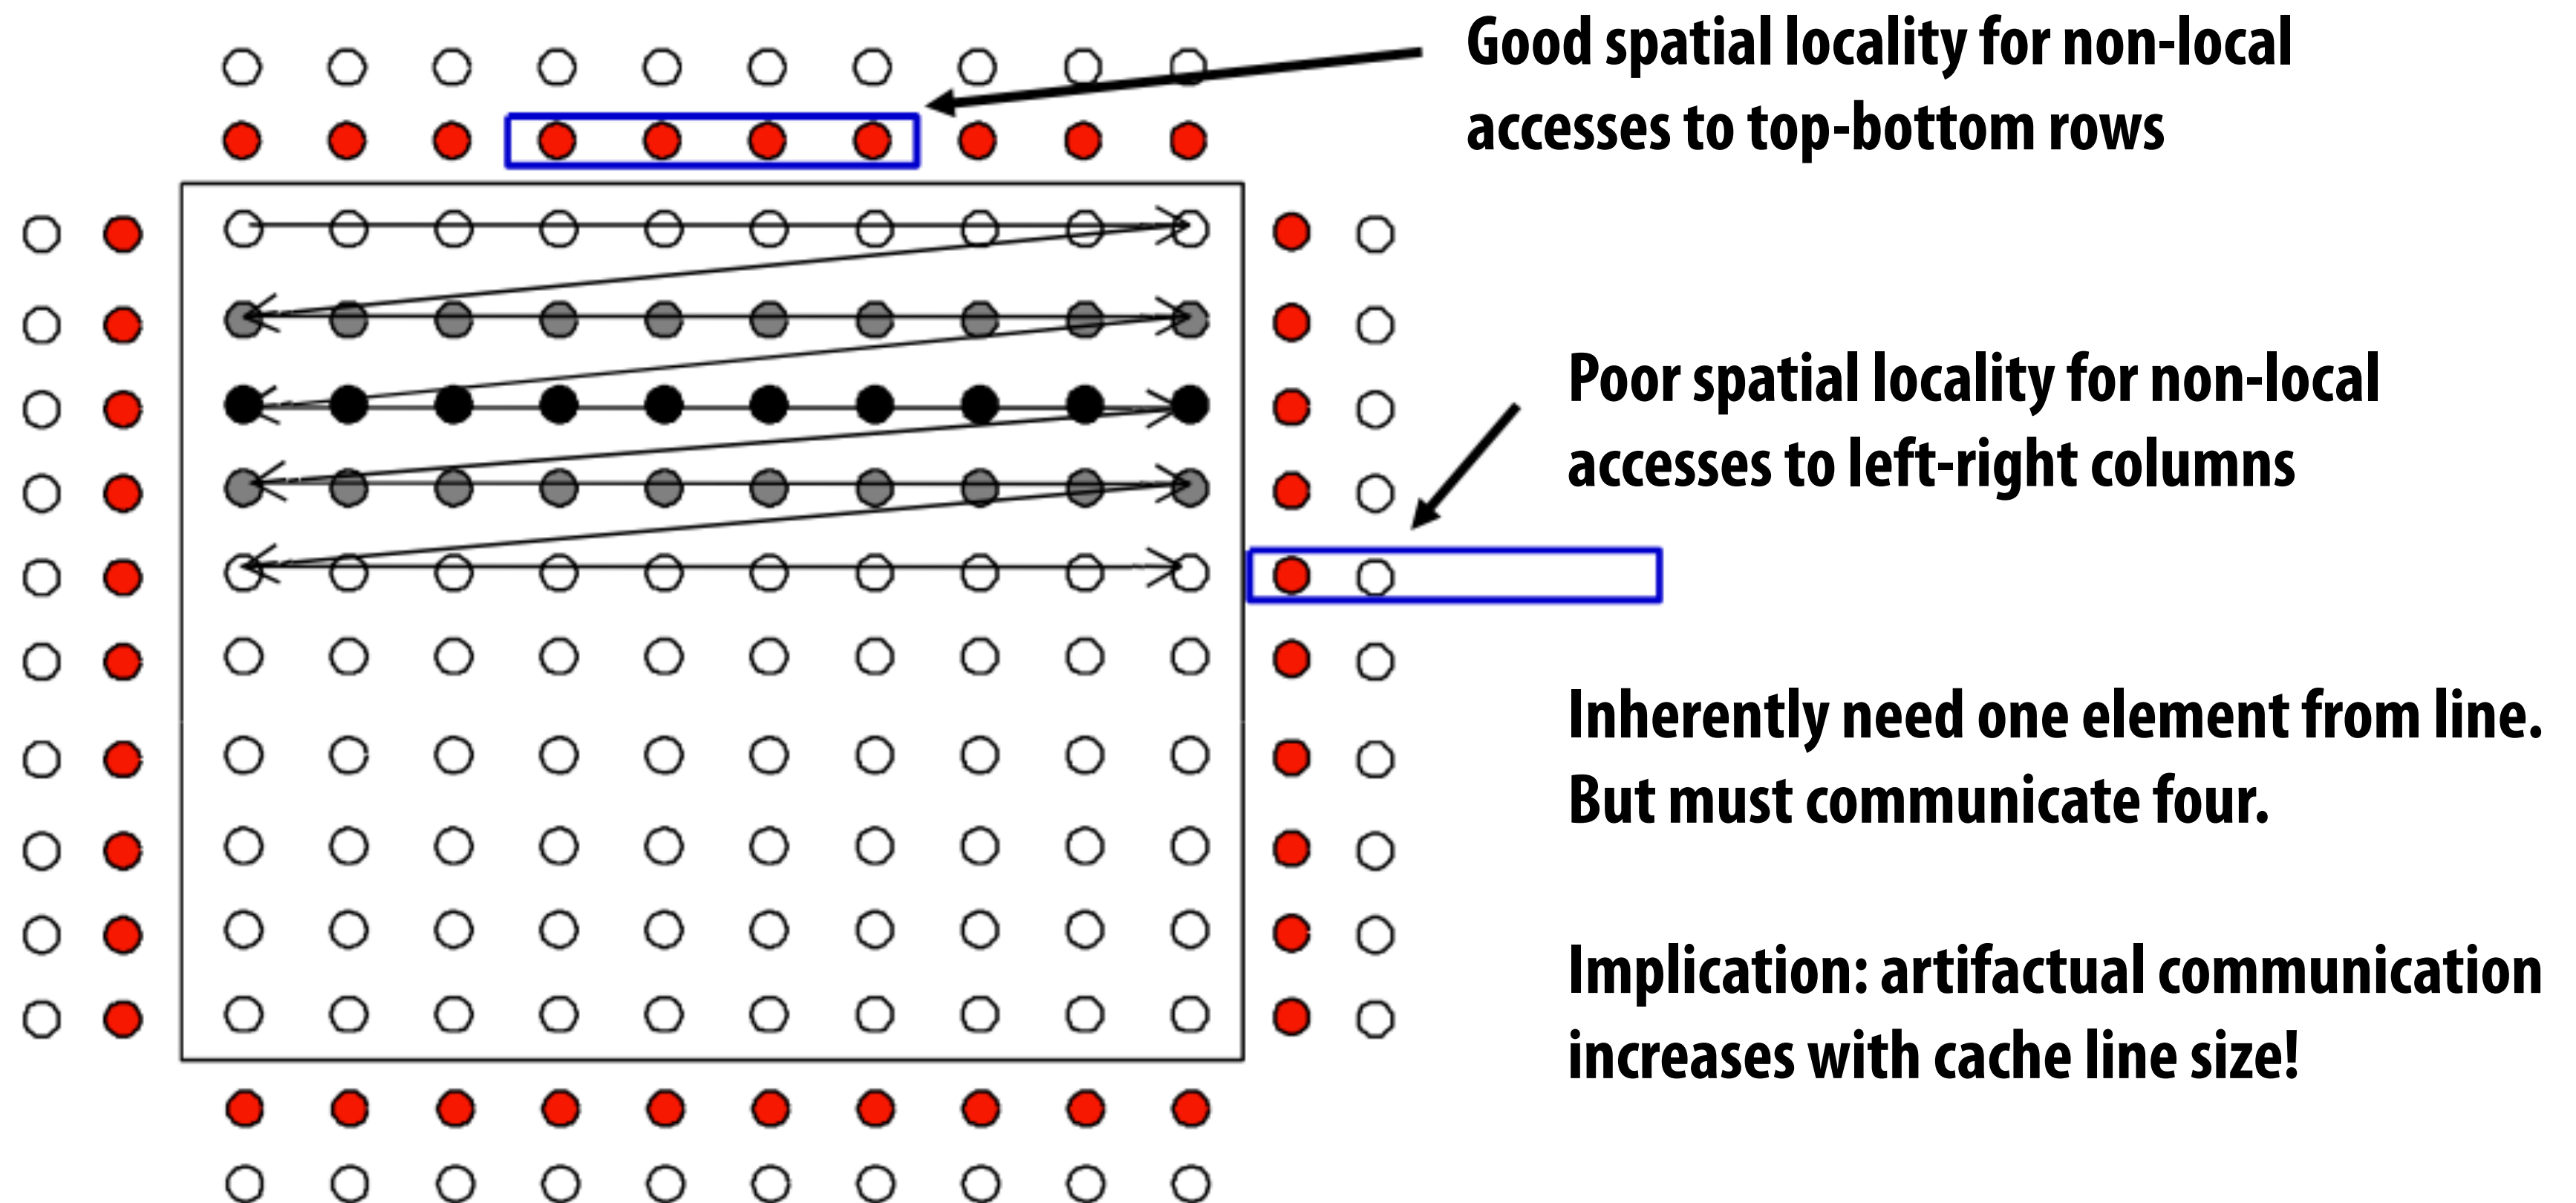 Good spatial locality for non-local
accesses to top-bottom rows
Poor spatial locality for non-local
accesses to left-right columns
Inherently need one element from line.
But must communicate four.
Implication: artifactual communication
increases with cache line size!